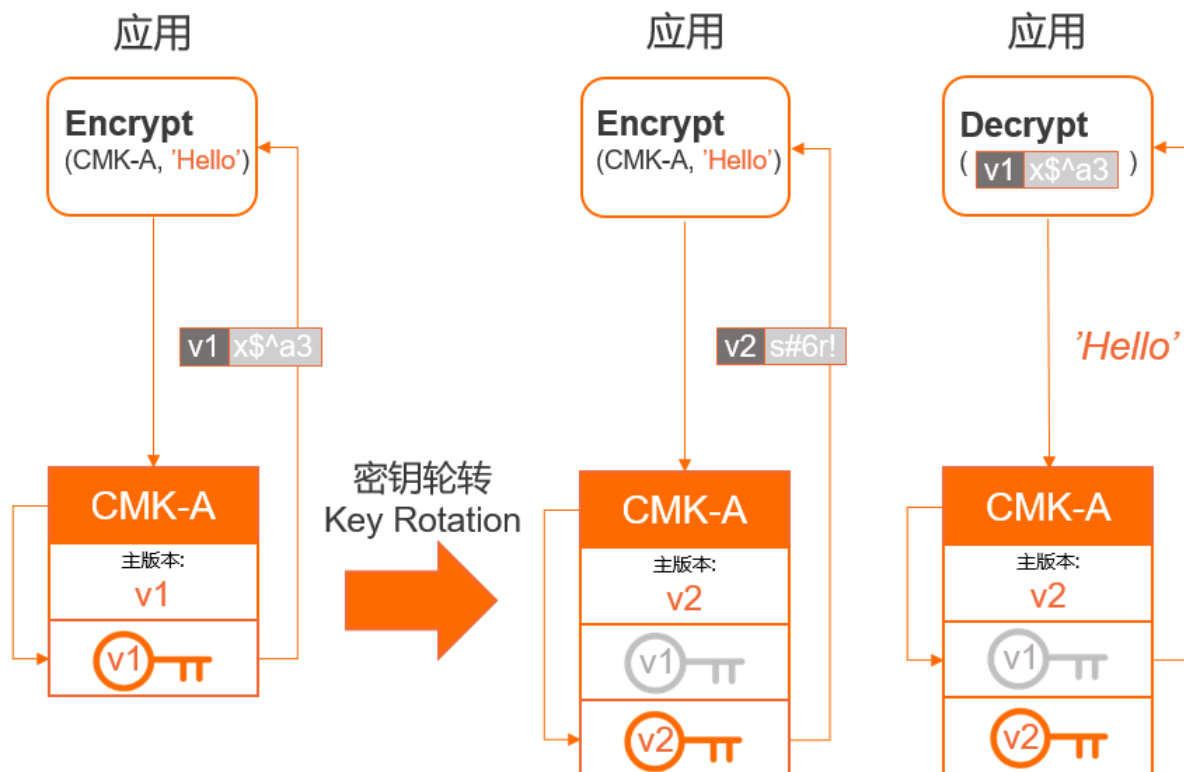 应用
Encrypt
(CMK-A, 'Hello')
v1 x$^a3
CMK-A
主版本:
v1
v1
密钥轮转
Key Rotation
应用
Encrypt
(CMK-A, 'Hello')
v2 s#6r!
CMK-A
主版本:
v2
v1
v2
应用
Decrypt
( v1 x$^a3 )
'Hello'
CMK-A
主版本:
v2
v1
v2